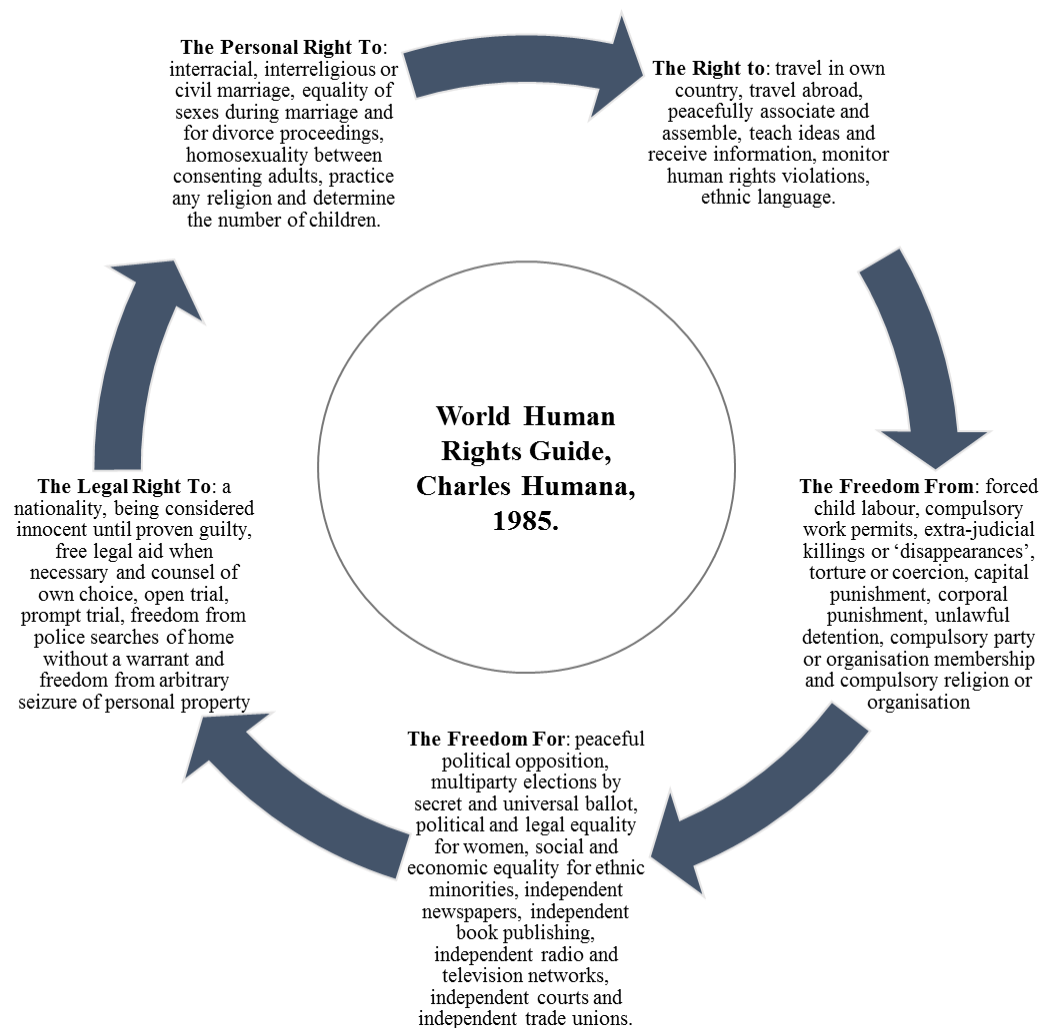 The Personal Right To:
interracial, interreligious or
civil marriage, equality of
sexes during marriage and
for divorce proceedings,
homosexuality between
consenting adults, practice
any religion and determine
the number of children.
The Right to: travel in own
country, travel abroad,
peacefully associate and
assemble, teach ideas and
receive information, monitor
human rights violations,
ethnic language.
The Freedom From: forced
child labour, compulsory
work permits, extra-judicial
killings or ‘disappearances’,
torture or coercion, capital
punishment, corporal
punishment, unlawful
detention, compulsory party
or organisation membership
and compulsory religion or
organisation
The Freedom For: peaceful
political opposition,
multiparty elections by
secret and universal ballot,
political and legal equality
for women, social and
economic equality for ethnic
minorities, independent
newspapers, independent
book publishing,
independent radio and
television networks,
independent courts and
independent trade unions.
The Legal Right To: a
nationality, being considered
innocent until proven guilty,
free legal aid when
necessary and counsel of
own choice, open trial,
prompt trial, freedom from
police searches of home
without a warrant and
freedom from arbitrary
seizure of personal property
World Human
Rights Guide,
Charles Humana,
1985.